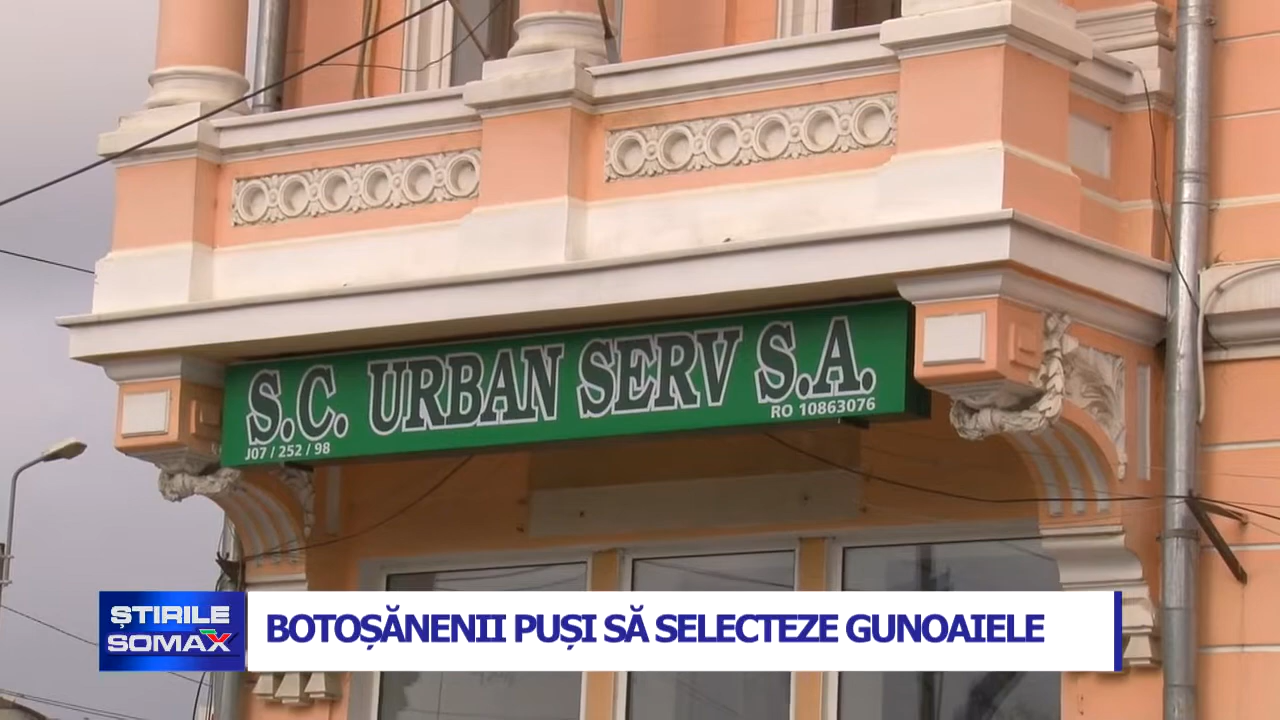 S.C. URBAN SERV S.A.
J07 / 252 / 98
RO 10863076
ȘTIRILE
SOMAX
BOTOȘĂNENII PUȘI SĂ SELECTEZE GUNOAIELE